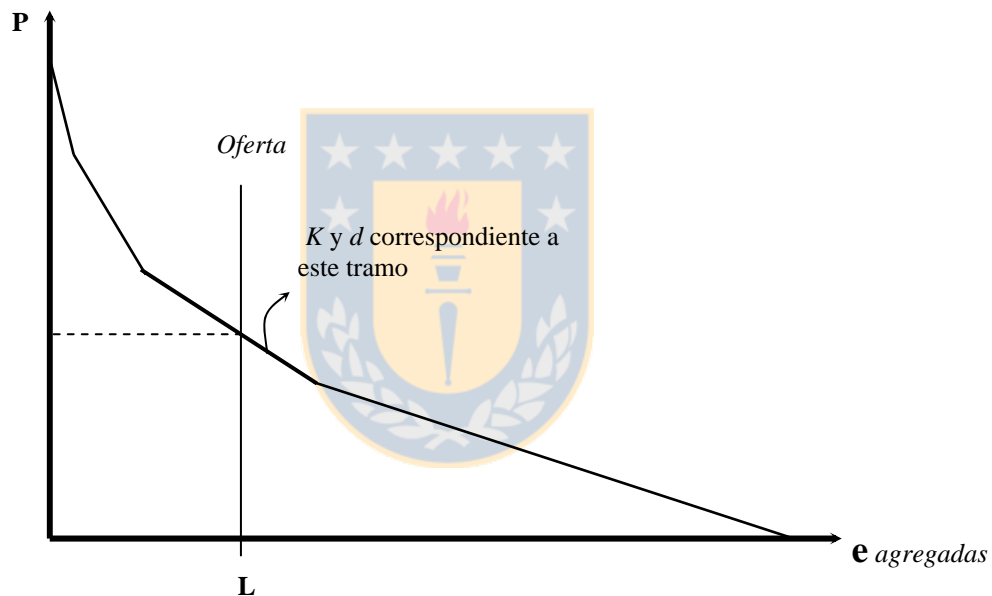 P
Oferta
K y d correspondiente a
este tramo
e agregadas
L